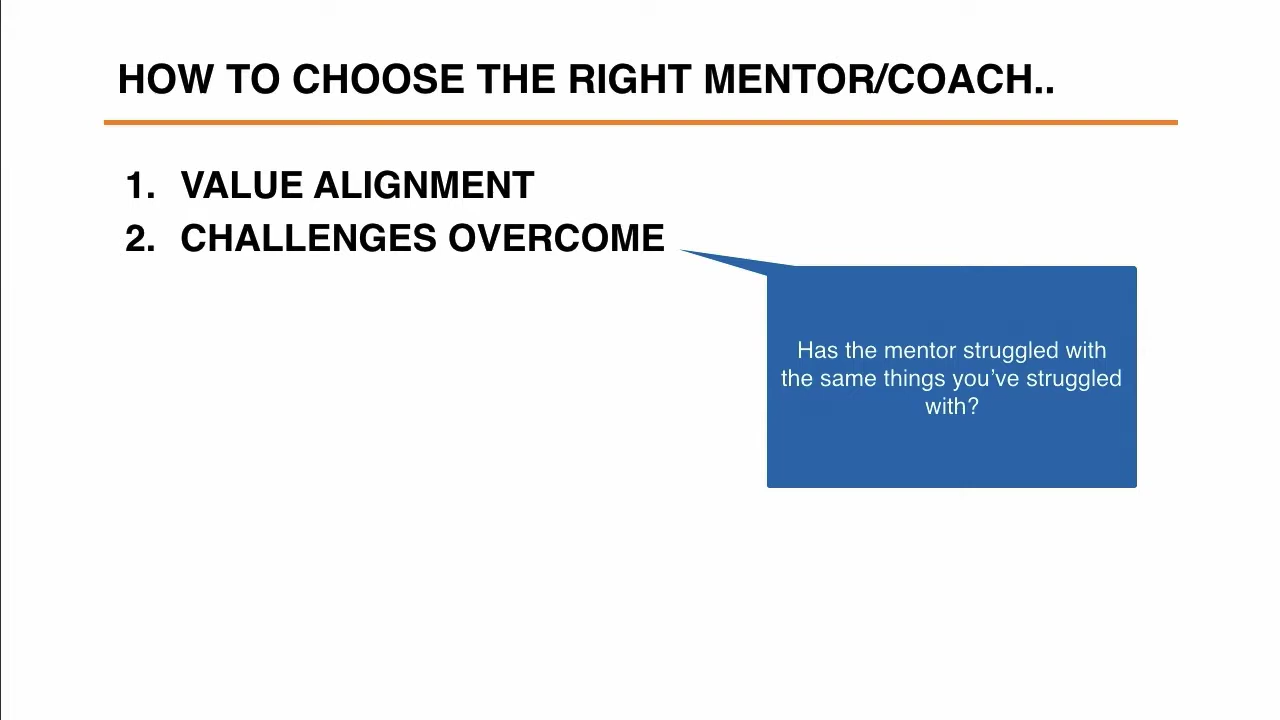 HOW TO CHOOSE THE RIGHT MENTOR/COACH..
1. VALUE ALIGNMENT
2. CHALLENGES OVERCOME
Has the mentor struggled with
the same things you’ve struggled
with?